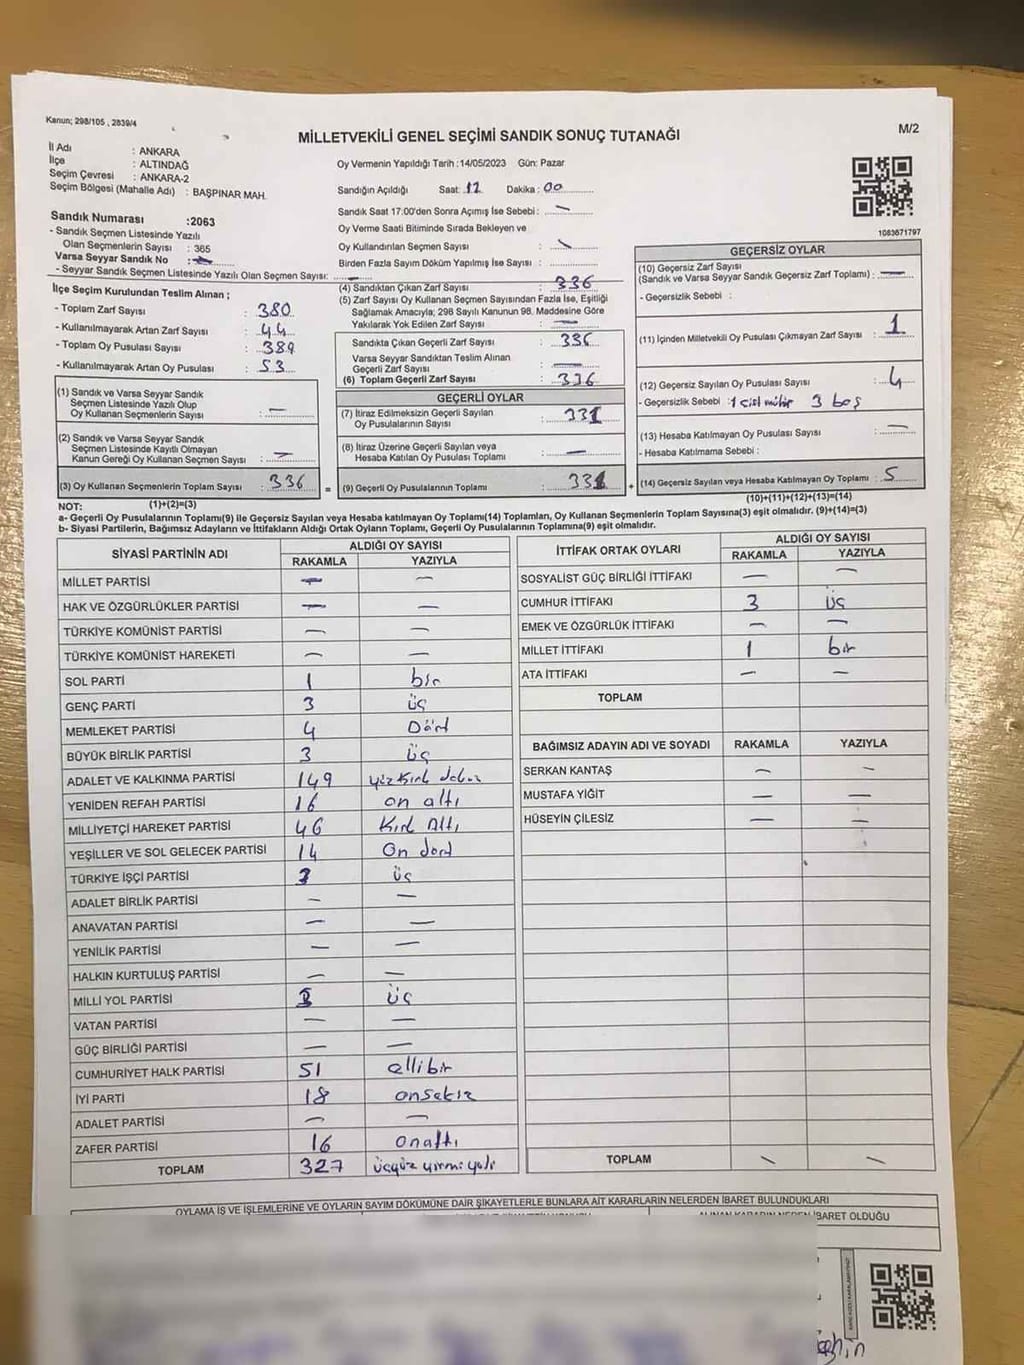 Kanun; 298/105 , 2839/4
M/2
MİLLETVEKİLİ GENEL SEÇİMİ SANDIK SONUÇ TUTANAĞI
İl Adı : ANKARA
İlçe : ALTINDAĞ
Seçim Çevresi : ANKARA-2
Seçim Bölgesi (Mahalle Adı) : BAŞPINAR MAH.
Sandık Numarası :2063
- Sandık Seçmen Listesinde Yazılı
Olan Seçmenlerin Sayısı : 365
Varsa Seyyar Sandık No : —
- Seyyar Sandık Seçmen Listesinde Yazılı Olan Seçmen Sayısı: —
Oy Vermenin Yapıldığı Tarih :14/05/2023 Gün: Pazar
Sandığın Açıldığı Saat: 17 Dakika : 00
Sandık Saat 17:00'den Sonra Açımış İse Sebebi : —
Oy Verme Saati Bitiminde Sırada Bekleyen ve
Oy Kullandırılan Seçmen Sayısı : —
Birden Fazla Sayım Döküm Yapılmış İse Sayısı :
1083671797
İlçe Seçim Kurulundan Teslim Alınan ;
- Toplam Zarf Sayısı : 380
- Kullanılmayarak Artan Zarf Sayısı : 44
- Toplam Oy Pusulası Sayısı : 389
- Kullanılmayarak Artan Oy Pusulası : 53
(1) Sandık ve Varsa Seyyar Sandık
Seçmen Listesinde Yazılı Olup
Oy Kullanan Seçmenlerin Sayısı : —
(2) Sandık ve Varsa Seyyar Sandık
Seçmen Listesinde Kayıtlı Olmayan
Kanun Gereği Oy Kullanan Seçmen Sayısı : —
(3) Oy Kullanan Seçmenlerin Toplam Sayısı : 336
(1)+(2)=(3)
(4) Sandıktan Çıkan Zarf Sayısı : 336
(5) Zarf Sayısı Oy Kullanan Seçmen Sayısından Fazla İse, Eşitliği
Sağlamak Amacıyla; 298 Sayılı Kanunun 98. Maddesine Göre
Yakılarak Yok Edilen Zarf Sayısı : —
Sandıkta Çıkan Geçerli Zarf Sayısı : 336
Varsa Seyyar Sandıktan Teslim Alınan
Geçerli Zarf Sayısı : —
(6) Toplam Geçerli Zarf Sayısı : 336
GEÇERLİ OYLAR
(7) İtiraz Edilmeksizin Geçerli Sayılan
Oy Pusulalarının Sayısı : 331
(8) İtiraz Üzerine Geçerli Sayılan veya
Hesaba Katılan Oy Pusulası Toplamı : —
= (9) Geçerli Oy Pusulalarının Toplamı : 331 +
GEÇERSİZ OYLAR
(10) Geçersiz Zarf Sayısı
(Sandık ve Varsa Seyyar Sandık Geçersiz Zarf Toplamı) : —
- Geçersizlik Sebebi :
(11) İçinden Milletvekili Oy Pusulası Çıkmayan Zarf Sayısı : 1
(12) Geçersiz Sayılan Oy Pusulası Sayısı : 4
- Geçersizlik Sebebi : 1 çist mühür 3 boş
(13) Hesaba Katılmayan Oy Pusulası Sayısı : —
- Hesaba Katılmama Sebebi :
(14) Geçersiz Sayılan veya Hesaba Katılmayan Oy Toplamı : 5
(10)+(11)+(12)+(13)=(14)
NOT:
a- Geçerli Oy Pusulalarının Toplamı(9) ile Geçersiz Sayılan veya Hesaba katılmayan Oy Toplamı(14) Toplamları, Oy Kullanan Seçmenlerin Toplam Sayısına(3) eşit olmalıdır. (9)+(14)=(3)
b- Siyasi Partilerin, Bağımsız Adayların ve İttifakların Aldığı Ortak Oyların Toplamı, Geçerli Oy Pusulalarının Toplamına(9) eşit olmalıdır.
SİYASİ PARTİNİN ADI ALDIĞI OY SAYISI
RAKAMLA YAZIYLA
MİLLET PARTİSİ — —
HAK VE ÖZGÜRLÜKLER PARTİSİ — —
TÜRKİYE KOMÜNİST PARTİSİ — —
TÜRKİYE KOMÜNİST HAREKETİ — —
SOL PARTİ 1 bir
GENÇ PARTİ 3 üç
MEMLEKET PARTİSİ 4 Dört
BÜYÜK BİRLİK PARTİSİ 3 üç
ADALET VE KALKINMA PARTİSİ 149 yüzkırk dokuz
YENİDEN REFAH PARTİSİ 16 on altı
MİLLİYETÇİ HAREKET PARTİSİ 46 Kırk Altı
YEŞİLLER VE SOL GELECEK PARTİSİ 14 On dört
TÜRKİYE İŞÇİ PARTİSİ 3 üç
ADALET BİRLİK PARTİSİ — —
ANAVATAN PARTİSİ — —
YENİLİK PARTİSİ — —
HALKIN KURTULUŞ PARTİSİ — —
MİLLİ YOL PARTİSİ 3 üç
VATAN PARTİSİ — —
GÜÇ BİRLİĞİ PARTİSİ — —
CUMHURİYET HALK PARTİSİ 51 ellibir
İYİ PARTİ 18 onsekiz
ADALET PARTİSİ — —
ZAFER PARTİSİ 16 onaltı
TOPLAM 327 üçyüz yirmi yedi
İTTİFAK ORTAK OYLARI ALDIĞI OY SAYISI
RAKAMLA YAZIYLA
SOSYALİST GÜÇ BİRLİĞİ İTTİFAKI — —
CUMHUR İTTİFAKI 3 üç
EMEK VE ÖZGÜRLÜK İTTİFAKI — —
MİLLET İTTİFAKI 1 bir
ATA İTTİFAKI — —
TOPLAM
BAĞIMSIZ ADAYIN ADI VE SOYADI RAKAMLA YAZIYLA
SERKAN KANTAŞ — —
MUSTAFA YİĞİT — —
HÜSEYİN ÇİLESİZ — —
TOPLAM — —
OYLAMA İŞ VE İŞLEMLERİNE VE OYLARIN SAYIM DÖKÜMÜNE DAİR ŞİKAYETLERLE BUNLARA AİT KARARLARIN NELERDEN İBARET BULUNDUKLARI
ALINAN KARARIN NEDEN İBARET OLDUĞU